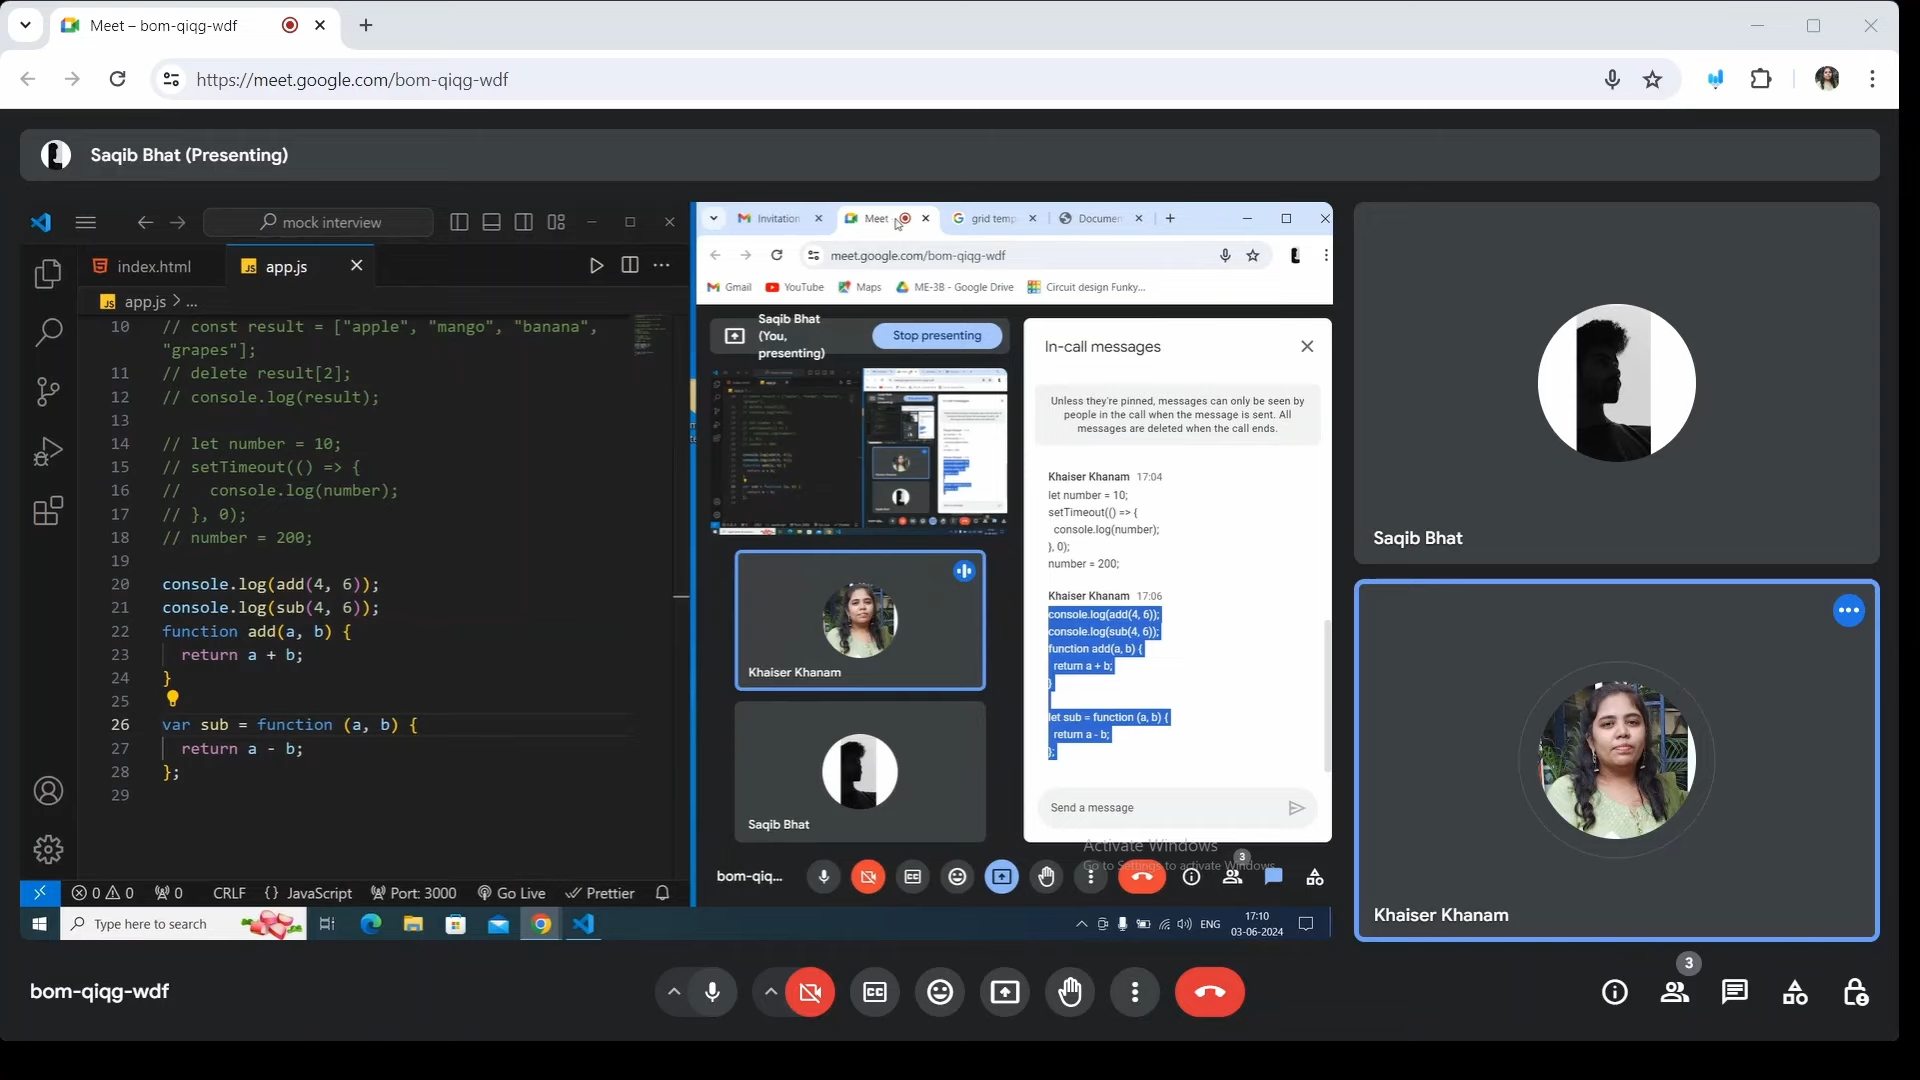 Meet – bom-qiqg-wdf
https://meet.google.com/bom-qiqg-wdf
Saqib Bhat (Presenting)
mock interview
index.html
app.js
app.js > ...
10 // const result = ["apple", "mango", "banana",
"grapes"];
11 // delete result[2];
12 // console.log(result);
13
14 // let number = 10;
15 // setTimeout(() => {
16 //   console.log(number);
17 // }, 0);
18 // number = 200;
19
20 console.log(add(4, 6));
21 console.log(sub(4, 6));
22 function add(a, b) {
23   return a + b;
24 }
25
26 var sub = function (a, b) {
27   return a - b;
28 };
29
0 0 0 CRLF {} JavaScript Port: 3000 Go Live Prettier
Type here to search
Invitation
Meet
grid temp
Documen
meet.google.com/bom-qiqg-wdf
Gmail YouTube Maps ME-3B - Google Drive Circuit design Funky...
Saqib Bhat
(You,
presenting)
Stop presenting
Khaiser Khanam
Saqib Bhat
In-call messages
Unless they're pinned, messages can only be seen by
people in the call when the message is sent. All
messages are deleted when the call ends.
Khaiser Khanam 17:04
let number = 10;
setTimeout(() => {
  console.log(number);
}, 0);
number = 200;
Khaiser Khanam 17:06
console.log(add(4, 6));
console.log(sub(4, 6));
function add(a, b) {
  return a + b;
}
let sub = function (a, b) {
  return a - b;
};
Send a message
Activate Windows
Go to Settings to activate Windows.
bom-qiq...
3
ENG
17:10
03-06-2024
Saqib Bhat
Khaiser Khanam
bom-qiqg-wdf
3